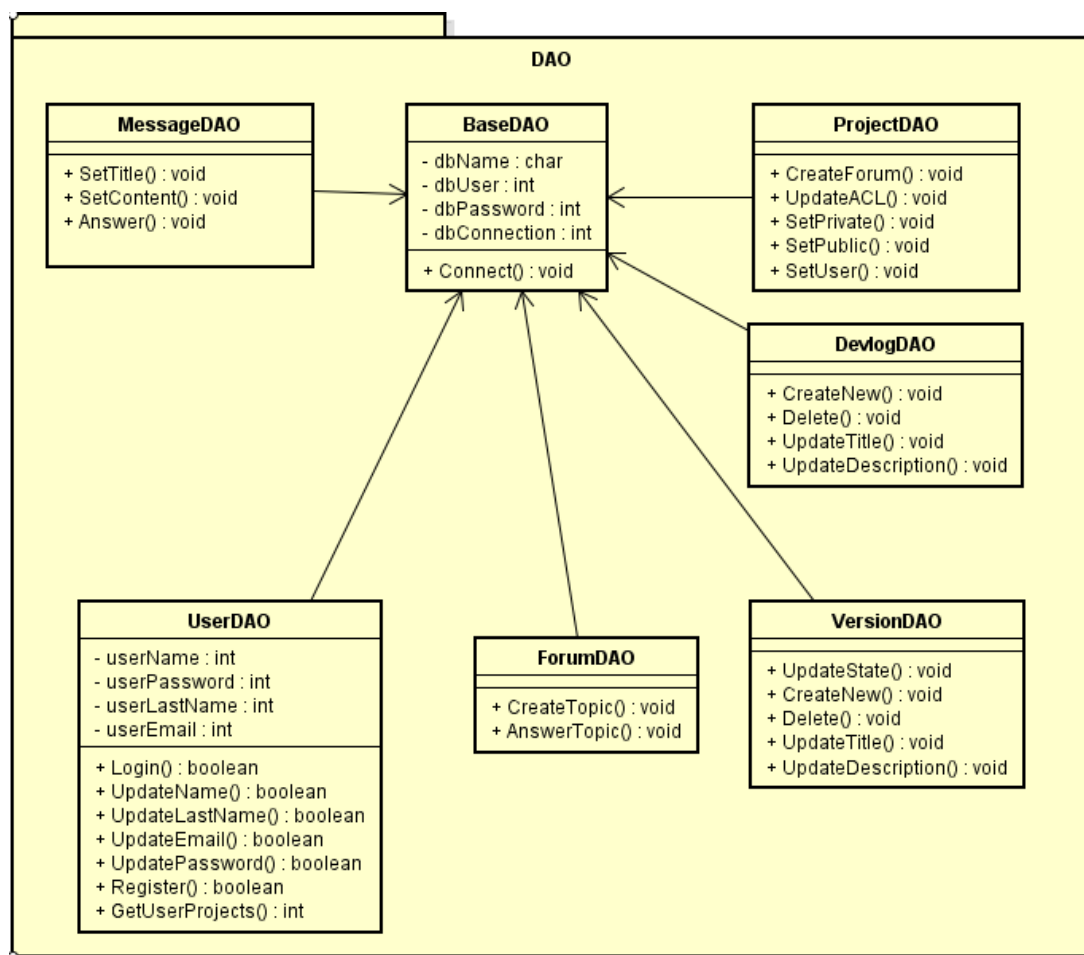 DAO
MessageDAO
+ SetTitle() : void
+ SetContent() : void
+ Answer() : void
BaseDAO
- dbName : char
- dbUser : int
- dbPassword : int
- dbConnection : int
+ Connect() : void
ProjectDAO
+ CreateForum() : void
+ UpdateACL() : void
+ SetPrivate() : void
+ SetPublic() : void
+ SetUser() : void
DevlogDAO
+ CreateNew() : void
+ Delete() : void
+ UpdateTitle() : void
+ UpdateDescription() : void
UserDAO
- userName : int
- userPassword : int
- userLastName : int
- userEmail : int
+ Login() : boolean
+ UpdateName() : boolean
+ UpdateLastName() : boolean
+ UpdateEmail() : boolean
+ UpdatePassword() : boolean
+ Register() : boolean
+ GetUserProjects() : int
ForumDAO
+ CreateTopic() : void
+ AnswerTopic() : void
VersionDAO
+ UpdateState() : void
+ CreateNew() : void
+ Delete() : void
+ UpdateTitle() : void
+ UpdateDescription() : void